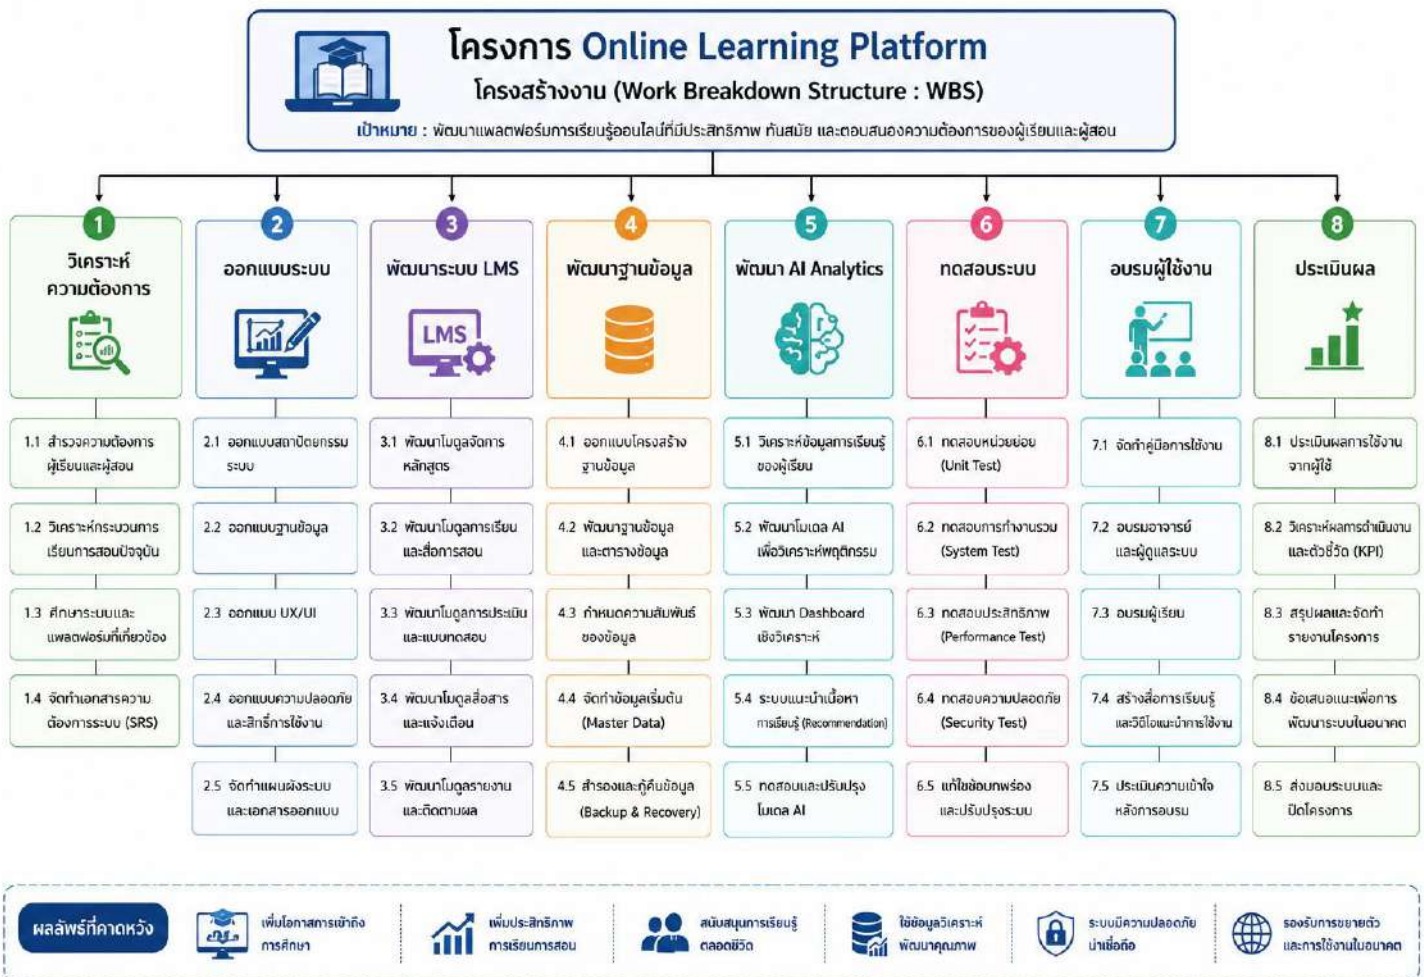 โครงการ Online Learning Platform
โครงสร้างงาน (Work Breakdown Structure : WBS)
เป้าหมาย : พัฒนาแพลตฟอร์มการเรียนรู้ออนไลน์ที่มีประสิทธิภาพ ทันสมัย และตอบสนองความต้องการของผู้เรียนและผู้สอน
1
วิเคราะห์
ความต้องการ
1.1 สำรวจความต้องการ
ผู้เรียนและผู้สอน
1.2 วิเคราะห์กระบวนการ
เรียนการสอนปัจจุบัน
1.3 ศึกษาระบบและ
แพลตฟอร์มที่เกี่ยวข้อง
1.4 จัดทำเอกสารความ
ต้องการระบบ (SRS)
2
ออกแบบระบบ
2.1 ออกแบบสถาปัตยกรรม
ระบบ
2.2 ออกแบบฐานข้อมูล
2.3 ออกแบบ UX/UI
2.4 ออกแบบความปลอดภัย
และสิทธิ์การใช้งาน
2.5 จัดทำแผนผังระบบ
และเอกสารออกแบบ
3
พัฒนาระบบ LMS
LMS
3.1 พัฒนาโมดูลจัดการ
หลักสูตร
3.2 พัฒนาโมดูลการเรียน
และสื่อการสอน
3.3 พัฒนาโมดูลการประเมิน
และแบบทดสอบ
3.4 พัฒนาโมดูลสื่อสาร
และแจ้งเตือน
3.5 พัฒนาโมดูลรายงาน
และติดตามผล
4
พัฒนาฐานข้อมูล
4.1 ออกแบบโครงสร้าง
ฐานข้อมูล
4.2 พัฒนาฐานข้อมูล
และตารางข้อมูล
4.3 กำหนดความสัมพันธ์
ของข้อมูล
4.4 จัดทำข้อมูลเริ่มต้น
(Master Data)
4.5 สำรองและกู้คืนข้อมูล
(Backup & Recovery)
5
พัฒนา AI Analytics
5.1 วิเคราะห์ข้อมูลการเรียนรู้
ของผู้เรียน
5.2 พัฒนาโมเดล AI
เพื่อวิเคราะห์พฤติกรรม
5.3 พัฒนา Dashboard
เชิงวิเคราะห์
5.4 ระบบแนะนำเนื้อหา
การเรียนรู้ (Recommendation)
5.5 ทดสอบและปรับปรุง
โมเดล AI
6
ทดสอบระบบ
6.1 ทดสอบหน่วยย่อย
(Unit Test)
6.2 ทดสอบการทำงานรวม
(System Test)
6.3 ทดสอบประสิทธิภาพ
(Performance Test)
6.4 ทดสอบความปลอดภัย
(Security Test)
6.5 แก้ไขข้อบกพร่อง
และปรับปรุงระบบ
7
อบรมผู้ใช้งาน
7.1 จัดทำคู่มือการใช้งาน
7.2 อบรมอาจารย์
และผู้ดูแลระบบ
7.3 อบรมผู้เรียน
7.4 สร้างสื่อการเรียนรู้
และวิดีโอแนะนำการใช้งาน
7.5 ประเมินความเข้าใจ
หลังการอบรม
8
ประเมินผล
8.1 ประเมินผลการใช้งาน
จากผู้ใช้
8.2 วิเคราะห์ผลการดำเนินงาน
และตัวชี้วัด (KPI)
8.3 สรุปผลและจัดทำ
รายงานโครงการ
8.4 ข้อเสนอแนะเพื่อการ
พัฒนาระบบในอนาคต
8.5 ส่งมอบระบบและ
ปิดโครงการ
ผลลัพธ์ที่คาดหวัง
เพิ่มโอกาสการเข้าถึง
การศึกษา
เพิ่มประสิทธิภาพ
การเรียนการสอน
สนับสนุนการเรียนรู้
ตลอดชีวิต
ใช้ข้อมูลวิเคราะห์
พัฒนาคุณภาพ
ระบบมีความปลอดภัย
น่าเชื่อถือ
รองรับการขยายตัว
และการใช้งานในอนาคต